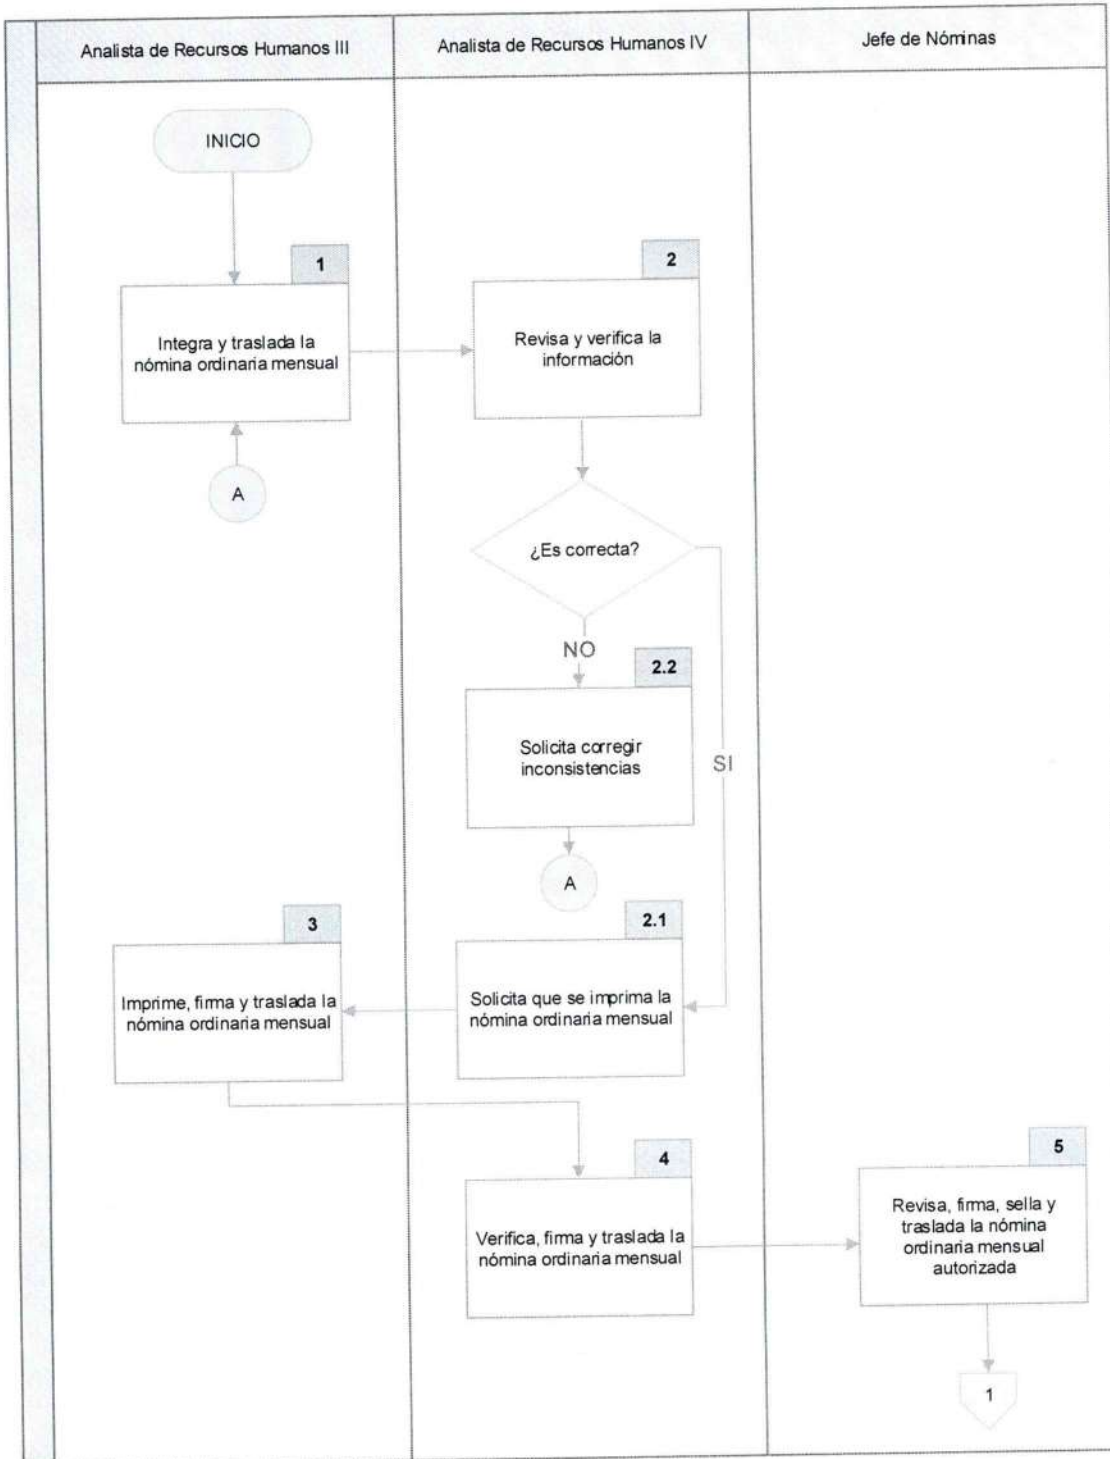 Analista de Recursos Humanos III
Analista de Recursos Humanos IV
Jefe de Nóminas
INICIO
1
Integra y traslada la
nómina ordinaria mensual
A
2
Revisa y verifica la
información
¿Es correcta?
NO
SI
2.2
Solicita corregir
inconsistencias
A
2.1
Solicita que se imprima la
nómina ordinaria mensual
3
Imprime, firma y traslada la
nómina ordinaria mensual
4
Verifica, firma y traslada la
nómina ordinaria mensual
5
Revisa, firma, sella y
traslada la nómina
ordinaria mensual
autorizada
1